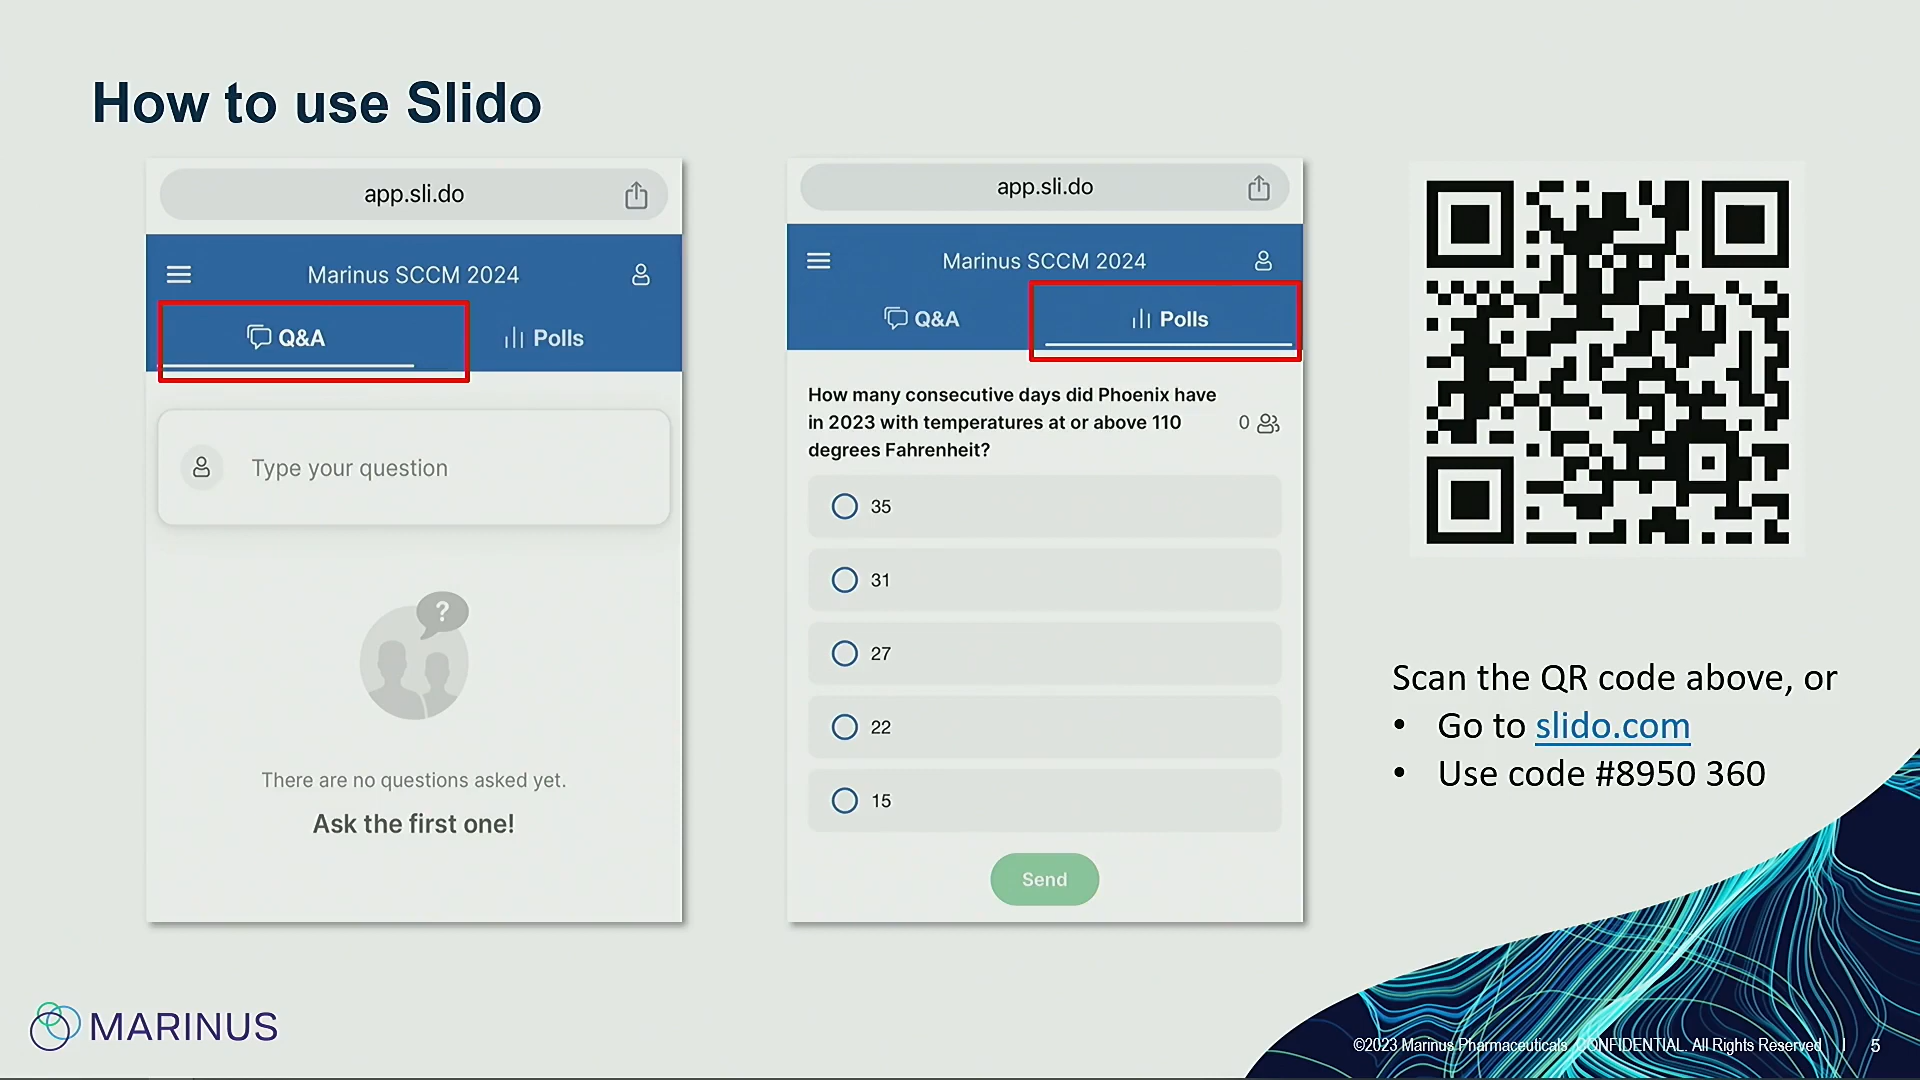 How to use Slido
app.sli.do
Marinus SCCM 2024
Q&A
Polls
Type your question
?
There are no questions asked yet.
Ask the first one!
app.sli.do
Marinus SCCM 2024
Q&A
Polls
How many consecutive days did Phoenix have
in 2023 with temperatures at or above 110
degrees Fahrenheit?
0
35
31
27
22
15
Send
Scan the QR code above, or
• Go to slido.com
• Use code #8950 360
MARINUS
©2023 Marinus Pharmaceuticals. CONFIDENTIAL. All Rights Reserved | 5